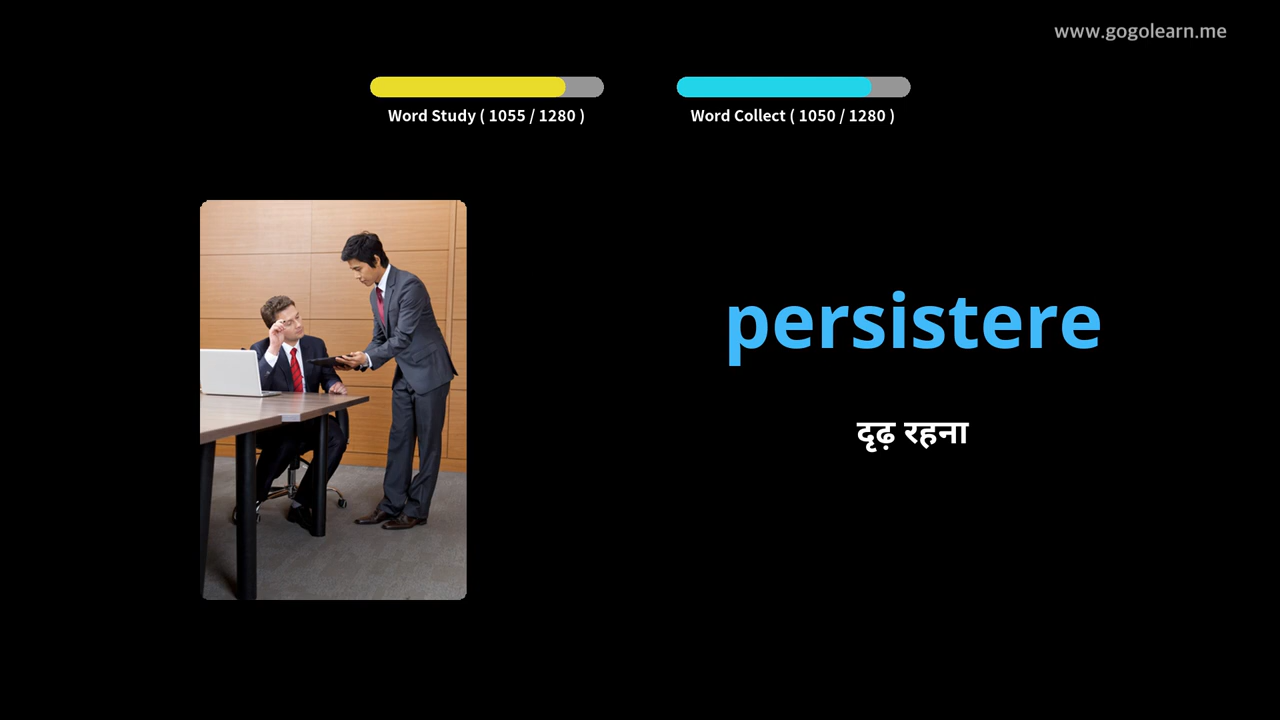 www.gogolearn.me
Word Study ( 1055 / 1280 )
Word Collect ( 1050 / 1280 )
persistere
दृढ़ रहना